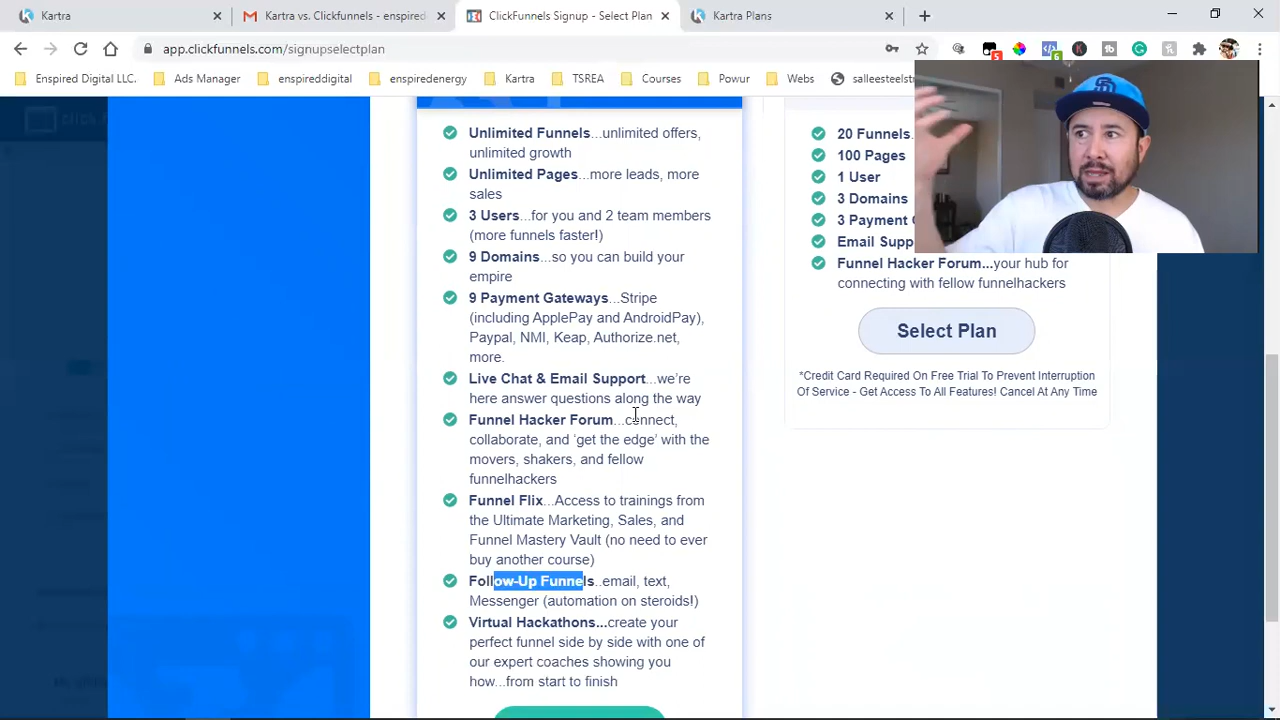 Kartra
Kartra vs. Clickfunnels - enspired
ClickFunnels Signup - Select Plan
Kartra Plans
app.clickfunnels.com/signupselectplan
5
6
Enspired Digital LLC.
Ads Manager
enspireddigital
enspiredenergy
Kartra
TSREA
Courses
Powur
Webs
salleesteelst
Unlimited Funnels...unlimited offers,
unlimited growth
Unlimited Pages...more leads, more
sales
3 Users...for you and 2 team members
(more funnels faster!)
9 Domains...so you can build your
empire
9 Payment Gateways...Stripe
(including ApplePay and AndroidPay),
Paypal, NMI, Keap, Authorize.net,
more.
Live Chat & Email Support...we're
here answer questions along the way
Funnel Hacker Forum...connect,
collaborate, and 'get the edge' with the
movers, shakers, and fellow
funnelhackers
Funnel Flix...Access to trainings from
the Ultimate Marketing, Sales, and
Funnel Mastery Vault (no need to ever
buy another course)
Follow-Up Funnels..email, text,
Messenger (automation on steroids!)
Virtual Hackathons...create your
perfect funnel side by side with one of
our expert coaches showing you
how...from start to finish
20 Funnels.
100 Pages
1 User
3 Domains
3 Payment
Email
Funnel Hacker Forum...your hub for
connecting with fellow funnelhackers
Select Plan
*Credit Card Required On Free Trial To Prevent Interruption
Of Service - Get Access To All Features! Cancel At Any Time